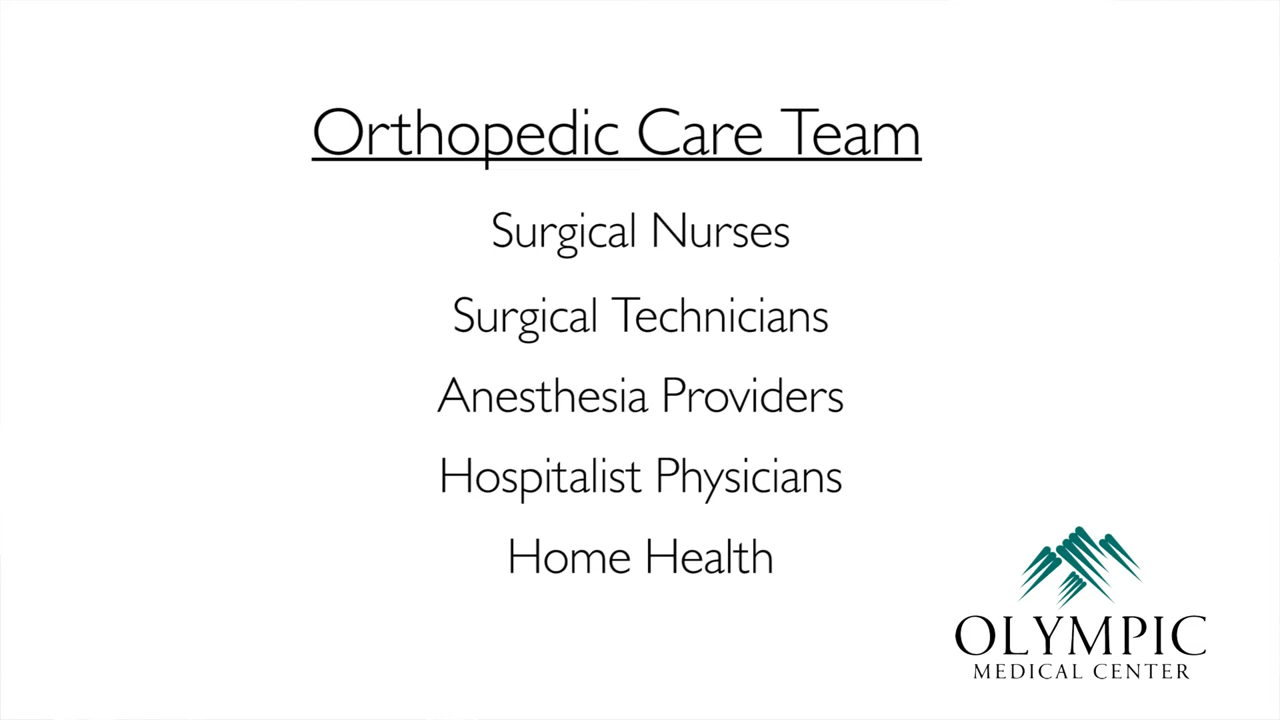 Orthopedic Care Team
Surgical Nurses
Surgical Technicians
Anesthesia Providers
Hospitalist Physicians
Home Health
OLYMPIC
MEDICAL CENTER